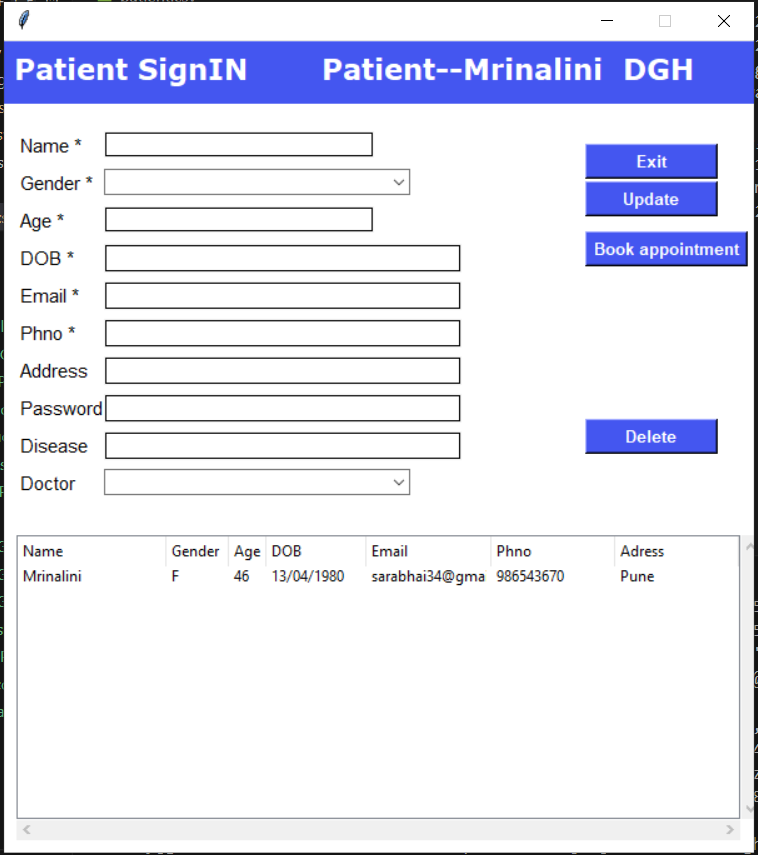 Patient SignIN Patient--Mrinalini DGH
Name *
Gender *
Age *
DOB *
Email *
Phno *
Address
Password
Disease
Doctor
Exit
Update
Book appointment
Delete
Name Gender Age DOB Email Phno Adress
Mrinalini F 46 13/04/1980 sarabhai34@gma 986543670 Pune